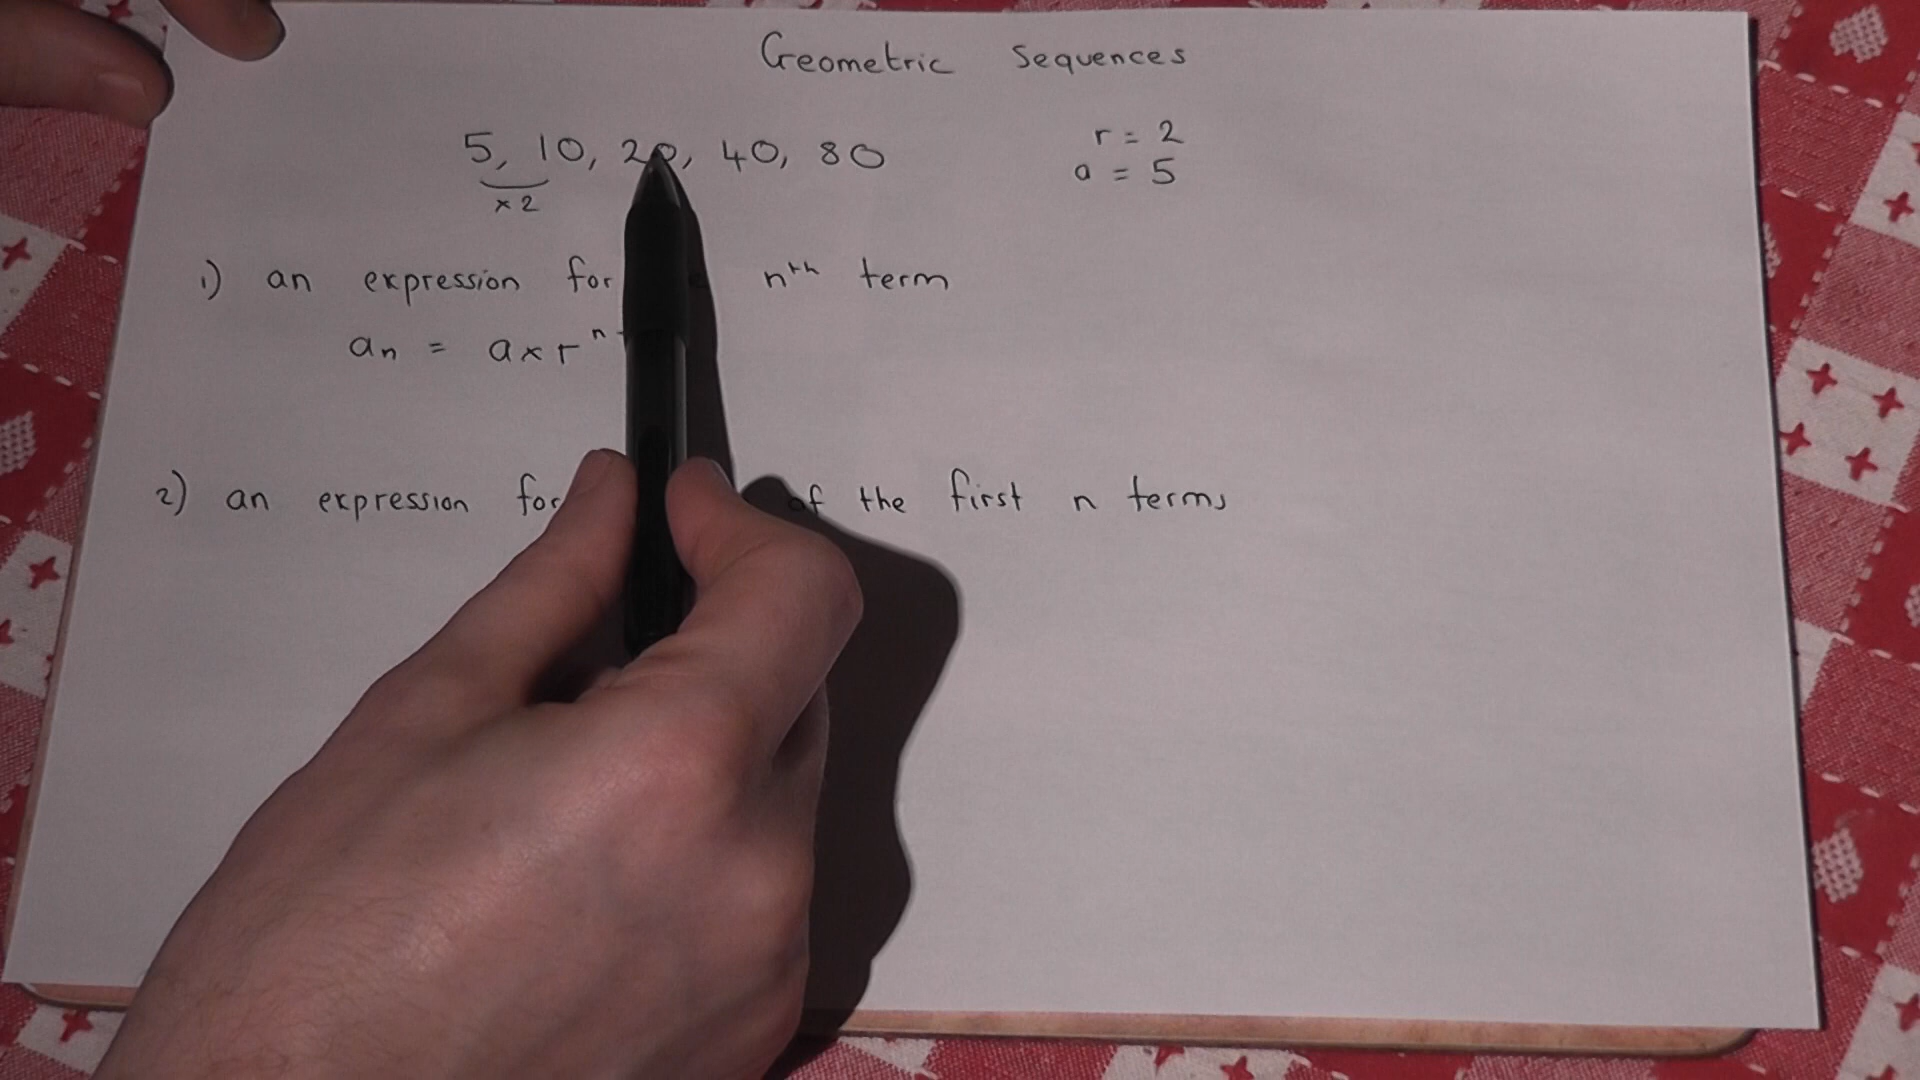 Geometric Sequences
5, 10, 20, 40, 80
x 2
r = 2
a = 5
1) an expression for nth term
an = a x r n
2) an expression for of the first n terms